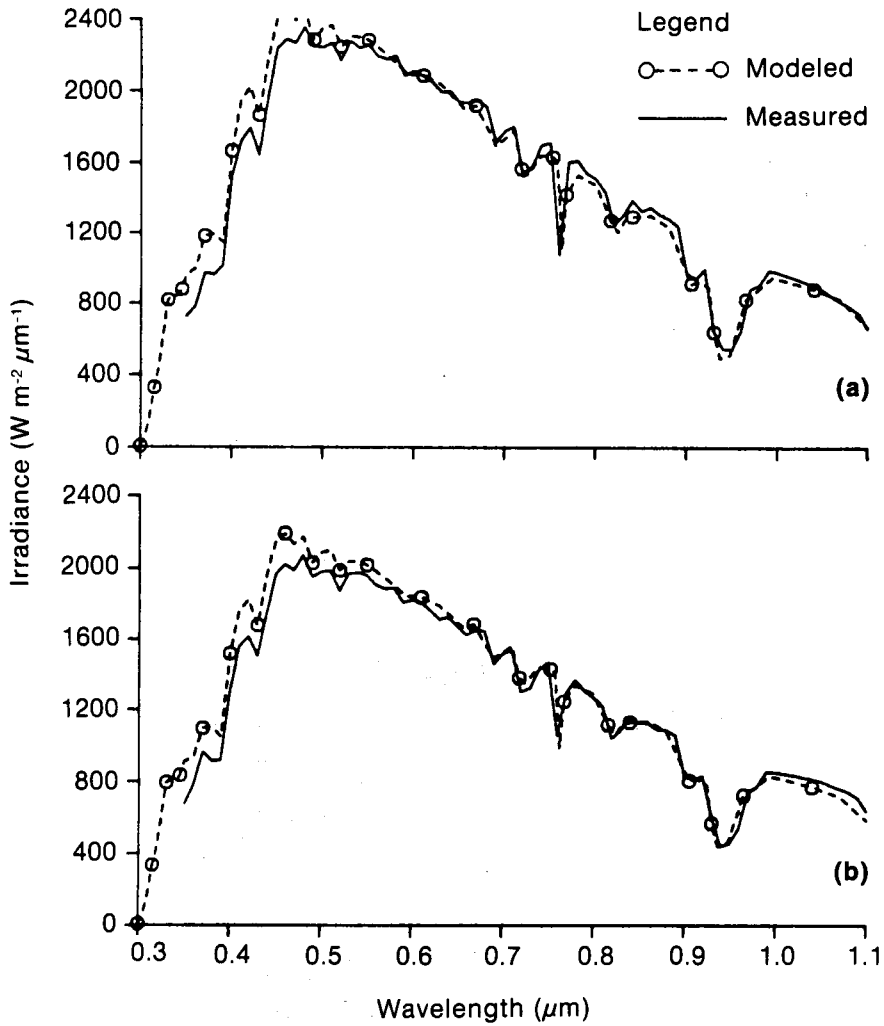 Legend
Modeled
Measured
2400
2000
1600
1200
800
400
0
(a)
Irradiance (W m⁻² μm⁻¹)
2400
2000
1600
1200
800
400
0
(b)
0.3 0.4 0.5 0.6 0.7 0.8 0.9 1.0 1.1
Wavelength (μm)